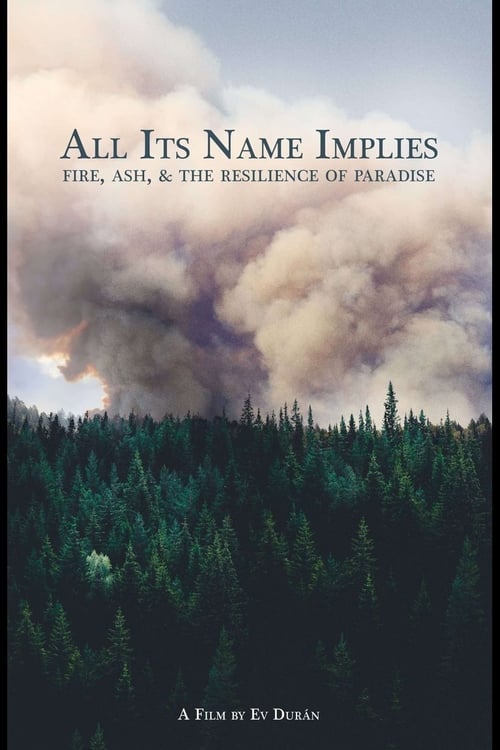 All Its Name Implies
fire, ash, & the resilience of paradise
A Film by Ev Durán